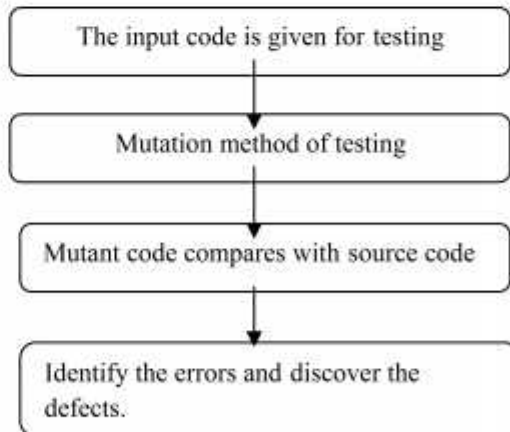 The input code is given for testing
Mutation method of testing
Mutant code compares with source code
Identify the errors and discover the
defects.